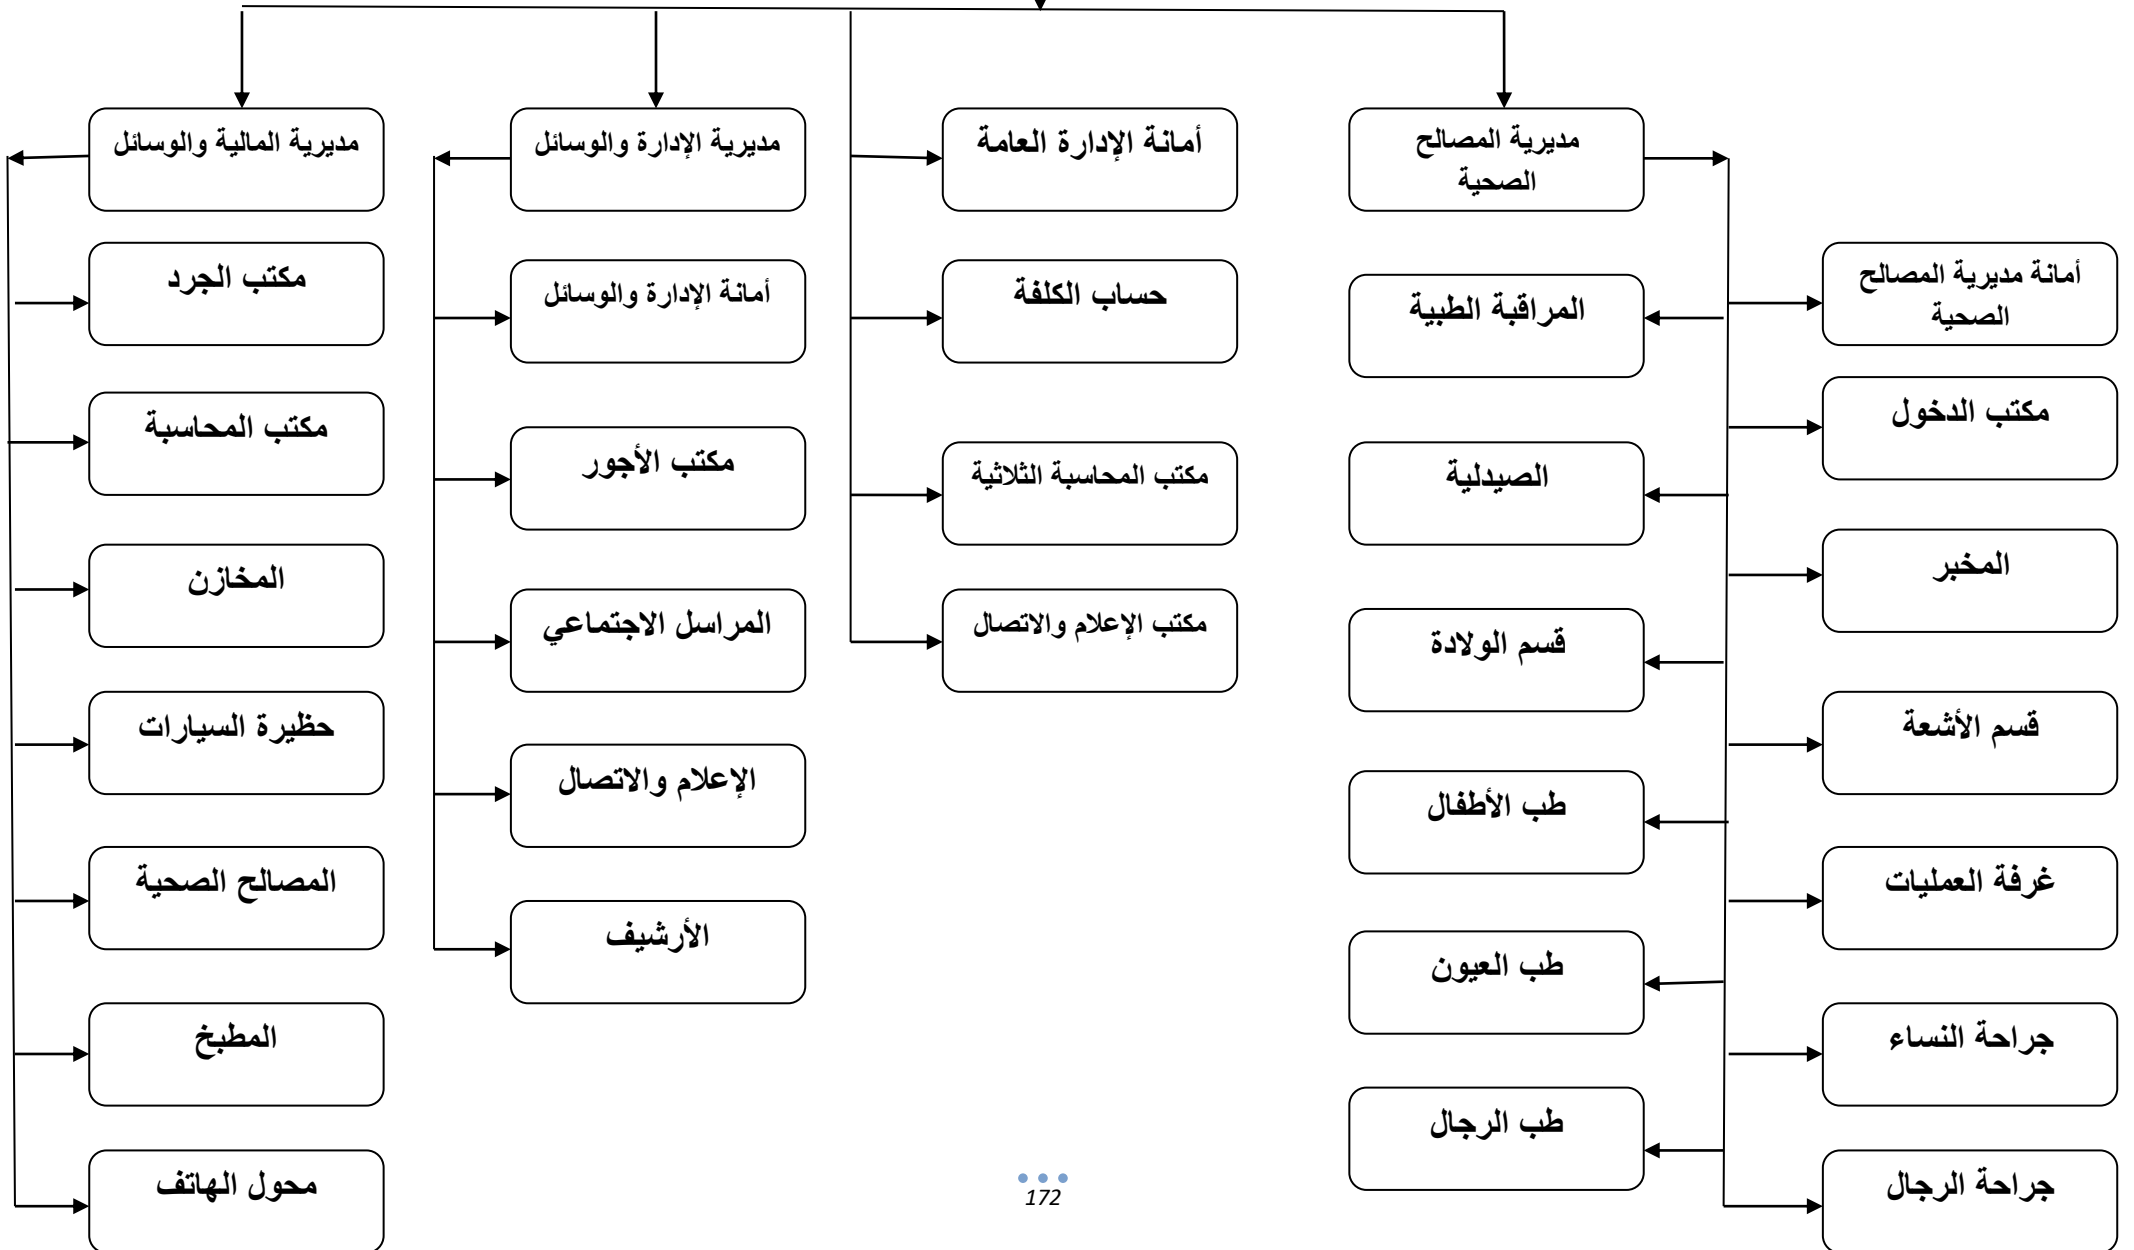 مديرية المصالح
الصحية
أمانة الإدارة العامة
مديرية الإدارة والوسائل
مديرية المالية والوسائل
أمانة مديرية المصالح
الصحية
مكتب الدخول
المخبر
قسم الأشعة
غرفة العمليات
جراحة النساء
جراحة الرجال
المراقبة الطبية
الصيدلية
قسم الولادة
طب الأطفال
طب العيون
طب الرجال
حساب الكلفة
مكتب المحاسبة الثلاثية
مكتب الإعلام والاتصال
أمانة الإدارة والوسائل
مكتب الأجور
المراسل الاجتماعي
الإعلام والاتصال
الأرشيف
مكتب الجرد
مكتب المحاسبة
المخازن
حظيرة السيارات
المصالح الصحية
المطبخ
محول الهاتف
172